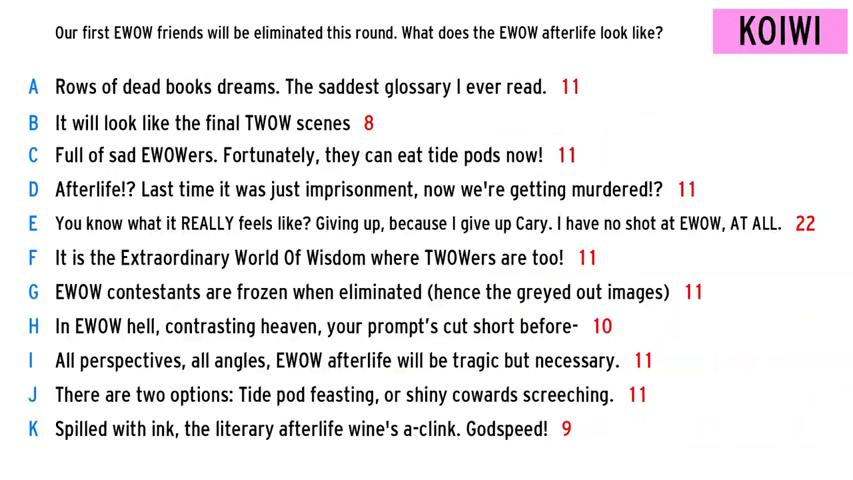 Our first EWOW friends will be eliminated this round. What does the EWOW afterlife look like?
KOIWI
A Rows of dead books dreams. The saddest glossary I ever read. 11
B It will look like the final TWOW scenes 8
C Full of sad EWOWers. Fortunately, they can eat tide pods now! 11
D Afterlife!? Last time it was just imprisonment, now we're getting murdered!? 11
E You know what it REALLY feels like? Giving up, because I give up Cary. I have no shot at EWOW, AT ALL. 22
F It is the Extraordinary World Of Wisdom where TWOWers are too! 11
G EWOW contestants are frozen when eliminated (hence the greyed out images) 11
H In EWOW hell, contrasting heaven, your prompt's cut short before- 10
I All perspectives, all angles, EWOW afterlife will be tragic but necessary. 11
J There are two options: Tide pod feasting, or shiny cowards screeching. 11
K Spilled with ink, the literary afterlife wine's a-clink. Godspeed! 9